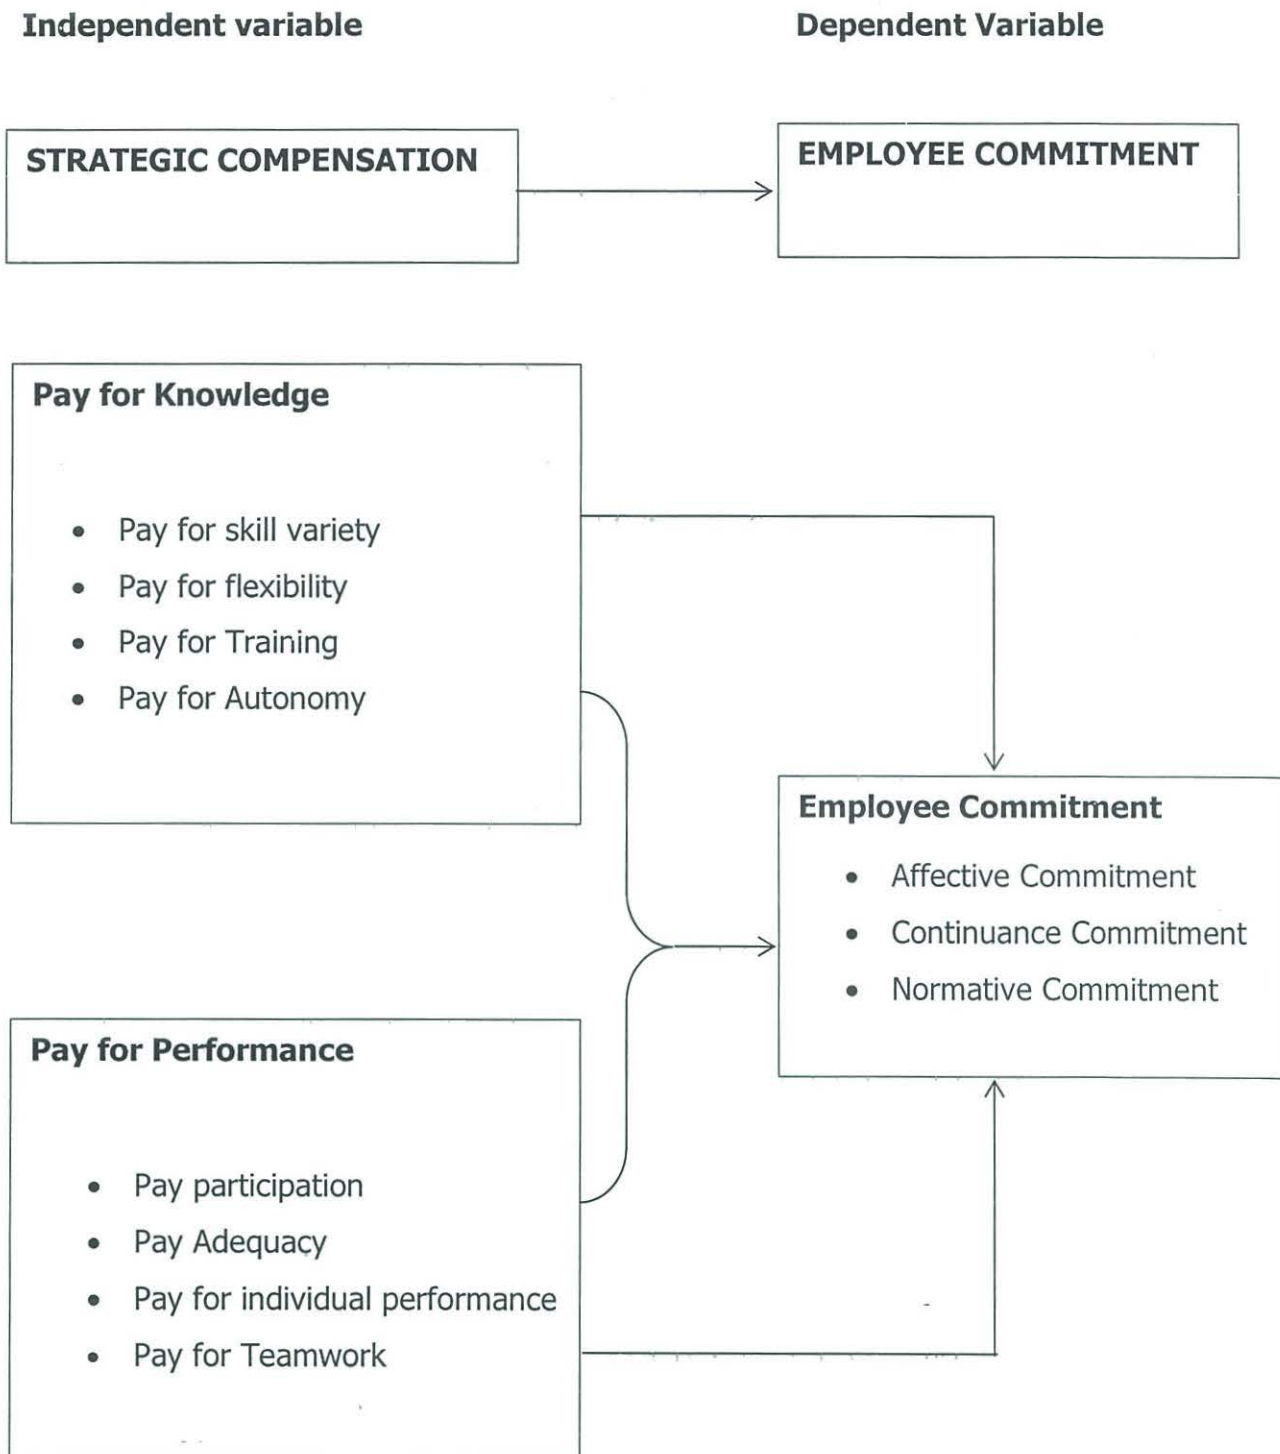 Independent variable
Dependent Variable
STRATEGIC COMPENSATION
EMPLOYEE COMMITMENT
Pay for Knowledge
• Pay for skill variety
• Pay for flexibility
• Pay for Training
• Pay for Autonomy
Employee Commitment
• Affective Commitment
• Continuance Commitment
• Normative Commitment
Pay for Performance
• Pay participation
• Pay Adequacy
• Pay for individual performance
• Pay for Teamwork